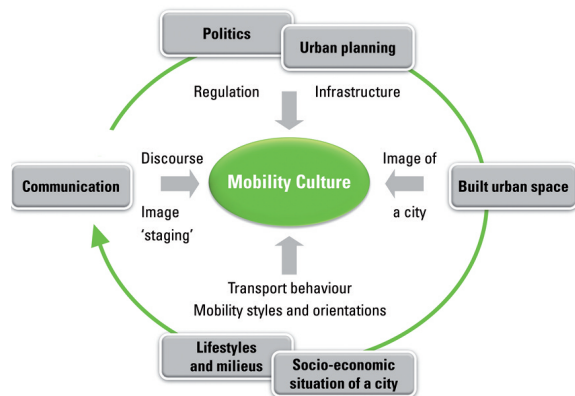 Politics
Urban planning
Regulation
Infrastructure
Discourse
Image of
Communication
Mobility Culture
Built urban space
Image
‘staging’
a city
Transport behaviour
Mobility styles and orientations
Lifestyles
and milieus
Socio-economic
situation of a city